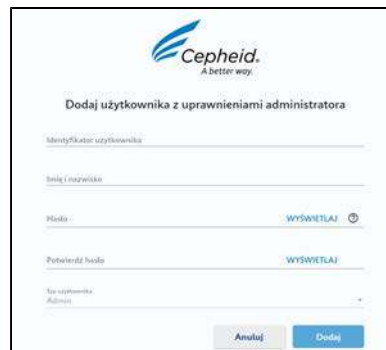 Cepheid.
A better way.
Dodaj użytkownika z uprawnieniami administratora
Identyfikator użytkownika
Imię i nazwisko
Hasło
WYŚWIETLAJ
Potwierdź hasło
WYŚWIETLAJ
Typ użytkownika
Admin
Anuluj
Dodaj